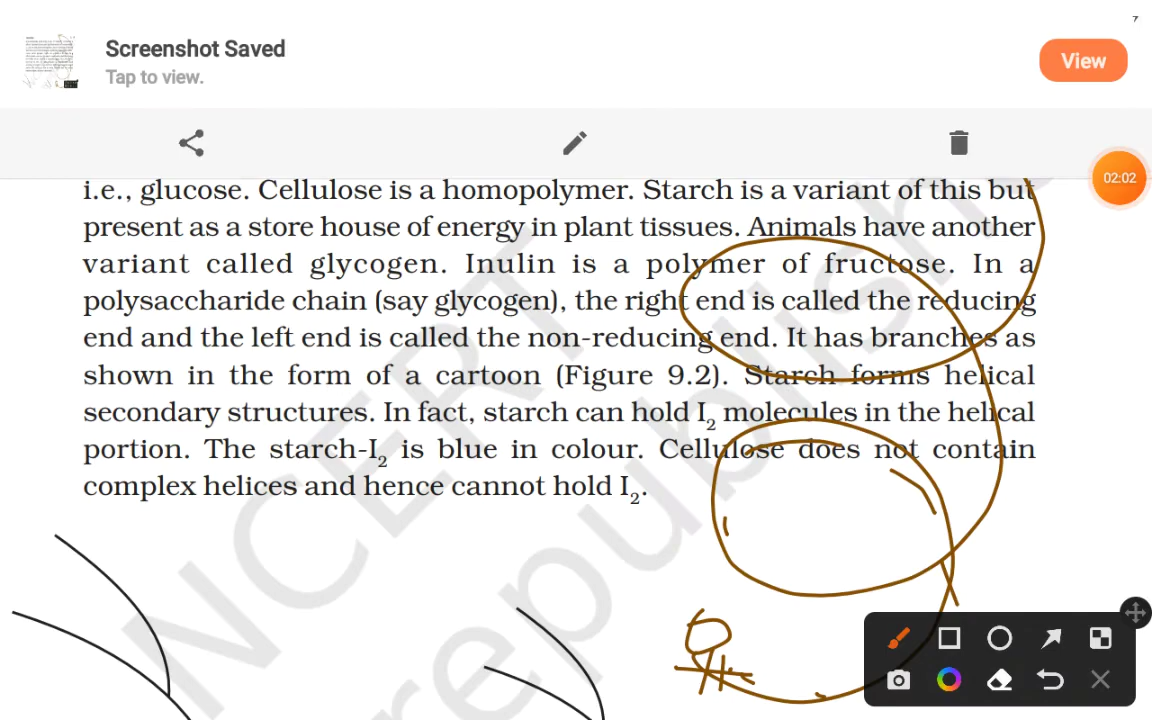 Screenshot Saved
Tap to view.
View
02:02
i.e., glucose. Cellulose is a homopolymer. Starch is a variant of this but
present as a store house of energy in plant tissues. Animals have another
variant called glycogen. Inulin is a polymer of fructose. In a
polysaccharide chain (say glycogen), the right end is called the reducing
end and the left end is called the non-reducing end. It has branches as
shown in the form of a cartoon (Figure 9.2). Starch forms helical
secondary structures. In fact, starch can hold I₂ molecules in the helical
portion. The starch-I₂ is blue in colour. Cellulose does not contain
complex helices and hence cannot hold I₂.
NCERT
republish